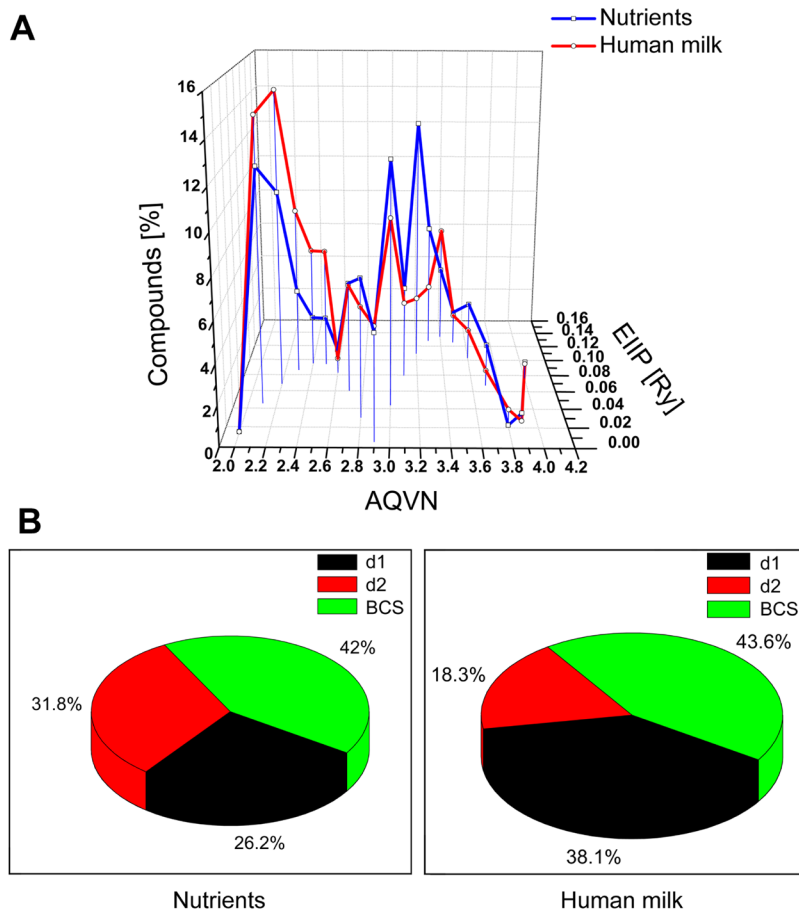 A
Nutrients
Human milk
16
14
12
10
8
6
4
2
0
Compounds [%]
2.0 2.2 2.4 2.6 2.8 3.0 3.2 3.4 3.6 3.8 4.0 4.2
AQVN
0.16
0.14
0.12
0.10
0.08
0.06
0.04
0.02
0.00
EIIP [Ry]
B
d1
d2
BCS
42%
31.8%
26.2%
Nutrients
d1
d2
BCS
43.6%
18.3%
38.1%
Human milk